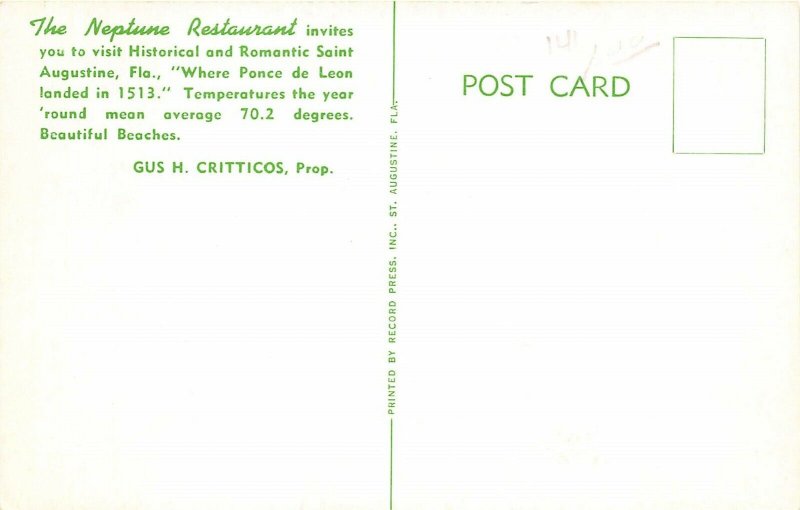 The Neptune Restaurant invites
you to visit Historical and Romantic Saint
Augustine, Fla., "Where Ponce de Leon
landed in 1513." Temperatures the year
'round mean average 70.2 degrees.
Beautiful Beaches.
GUS H. CRITTICOS, Prop.
PRINTED BY RECORD PRESS, INC., ST. AUGUSTINE, FLA.
POST CARD